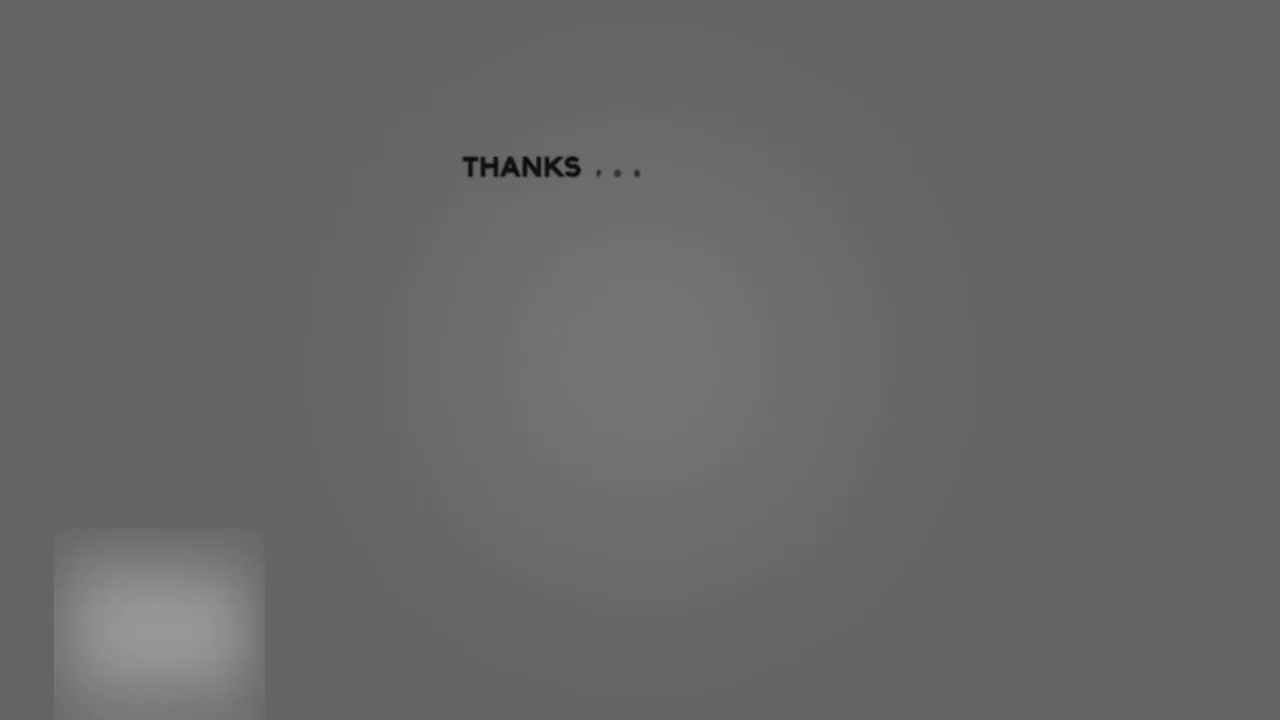 THANKS . . .